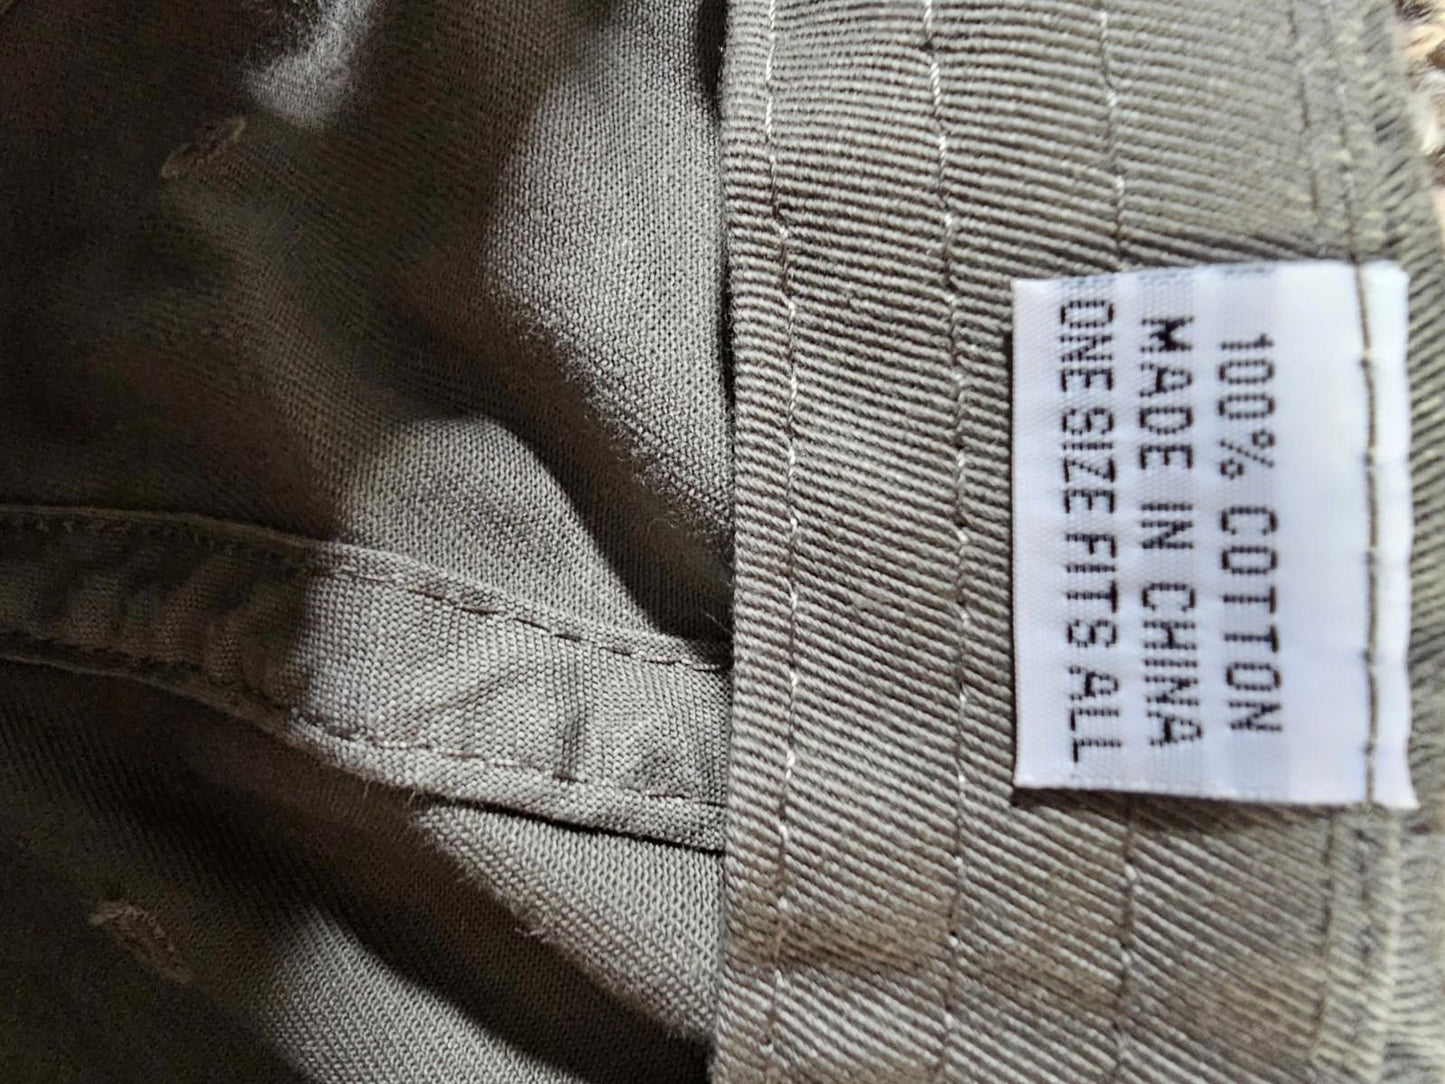 100% COTTON
MADE IN CHINA
ONE SIZE FITS ALL